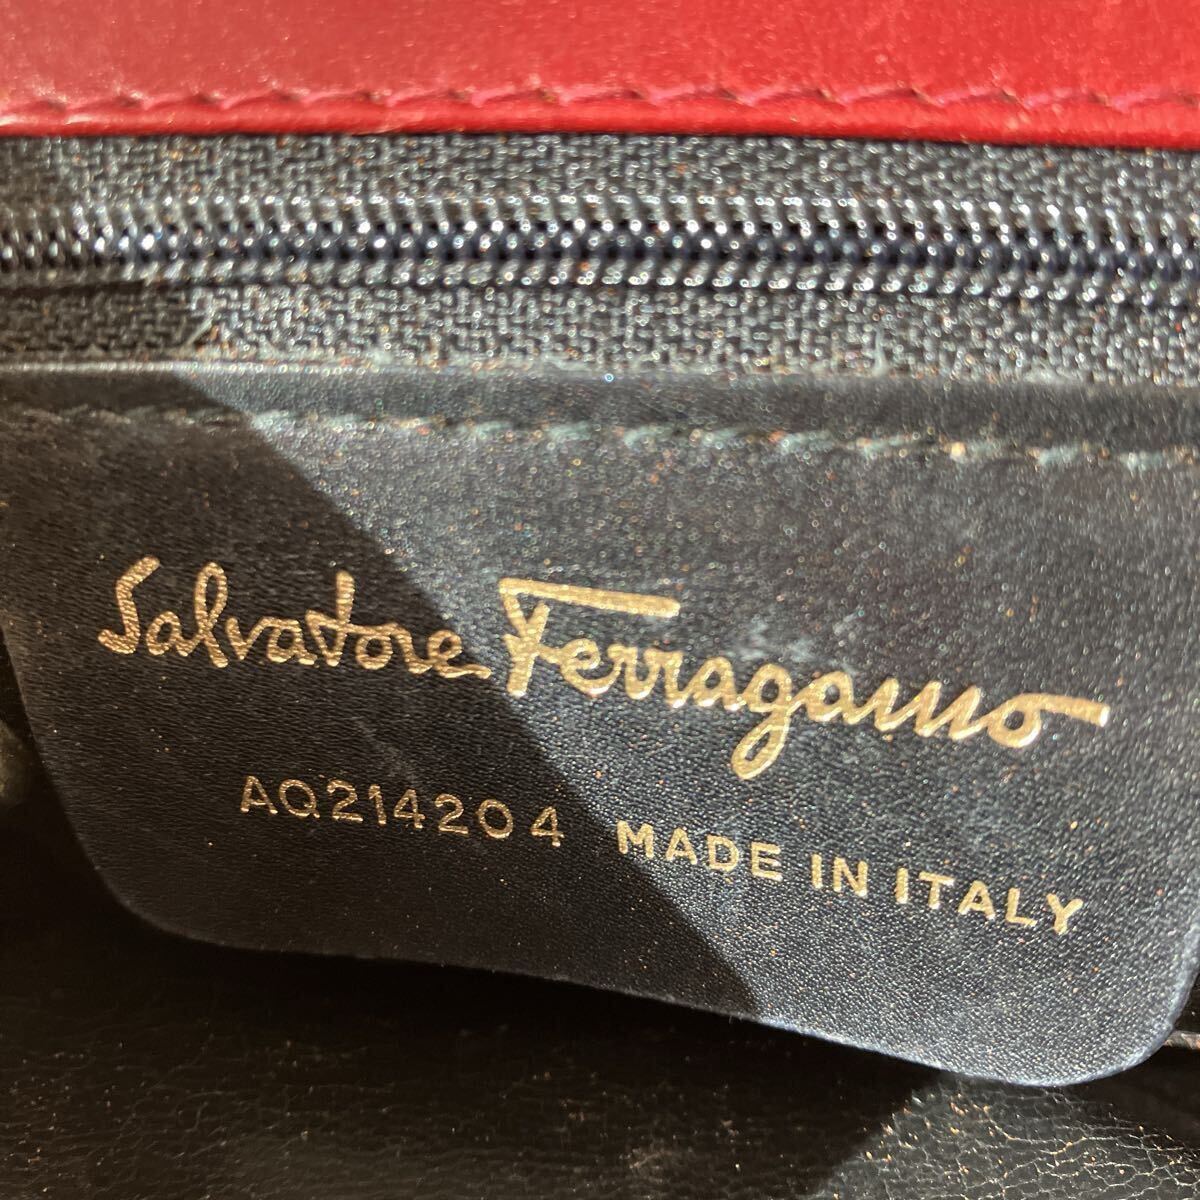 Salvatore Ferragamo
AQ214204 MADE IN ITALY